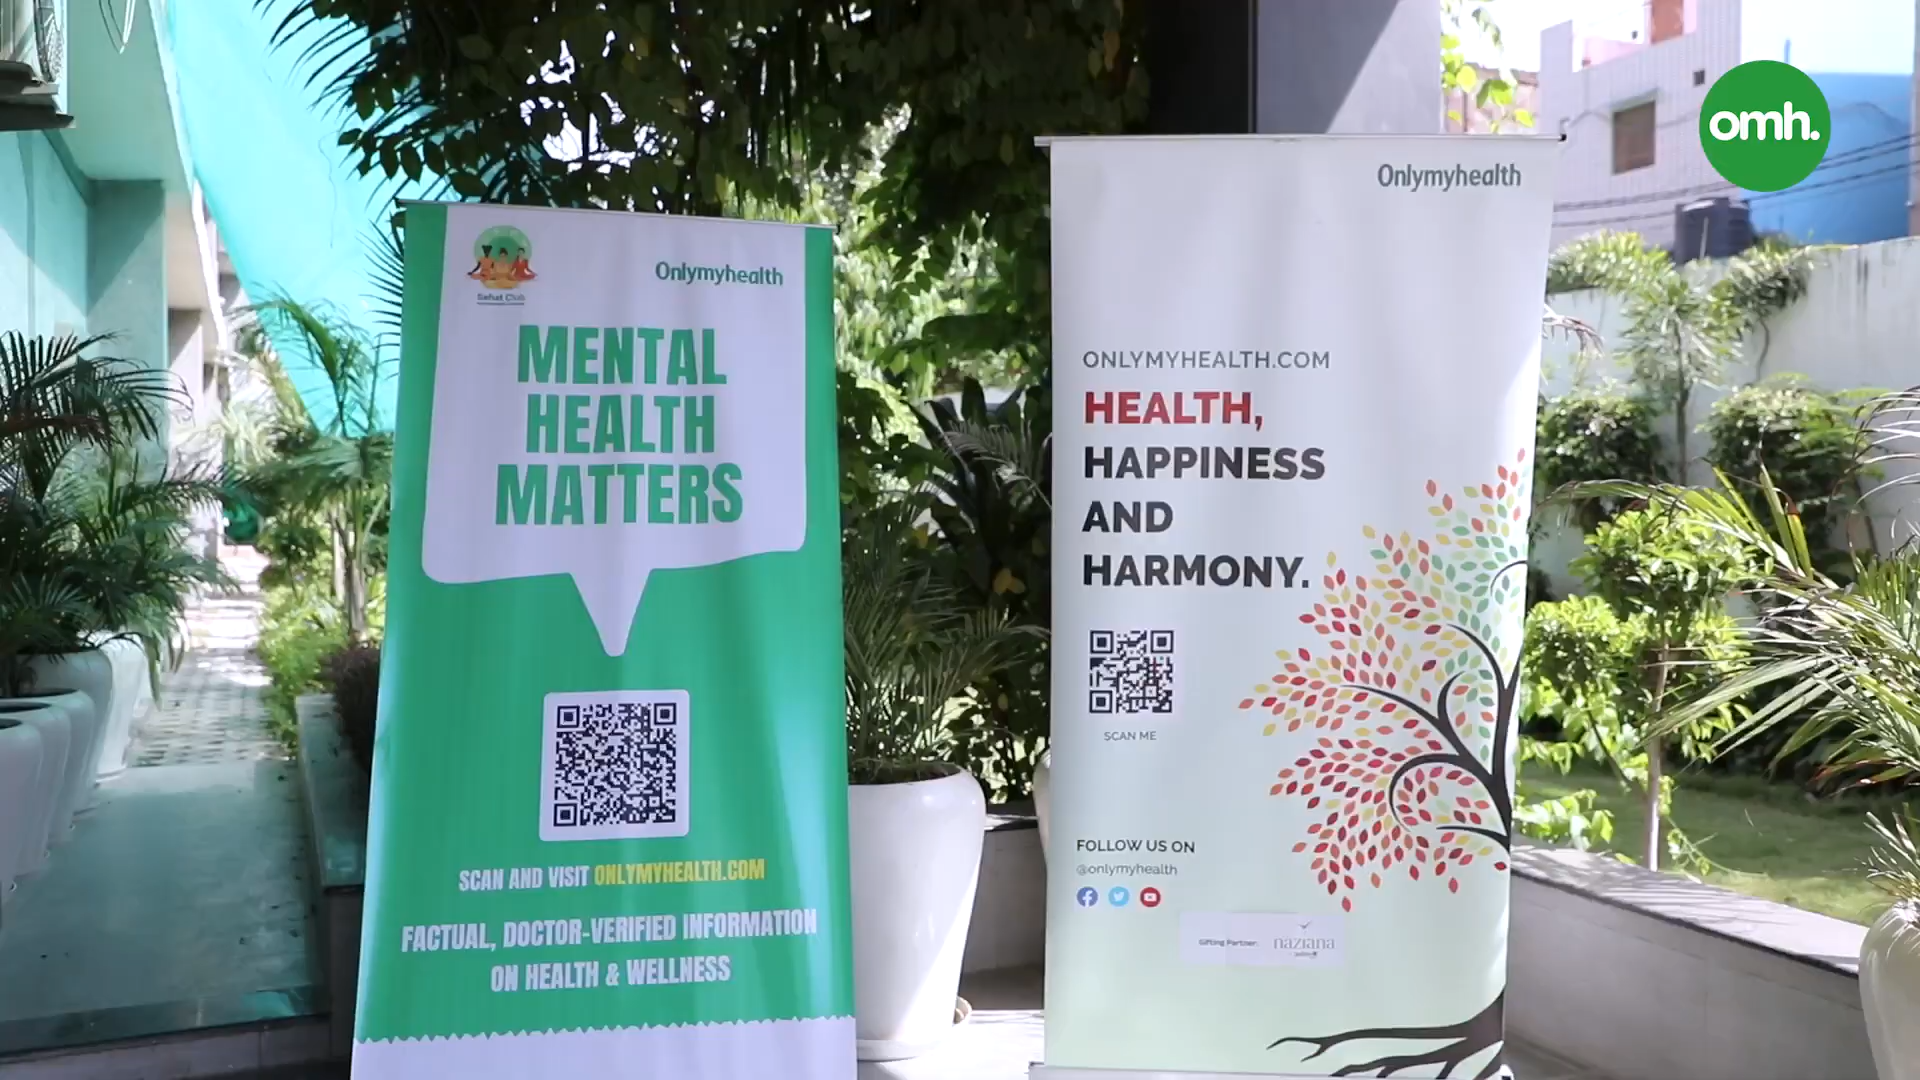 omh.
Sehat Club
Onlymyhealth
MENTAL
HEALTH
MATTERS
SCAN AND VISIT ONLYMYHEALTH.COM
FACTUAL, DOCTOR-VERIFIED INFORMATION
ON HEALTH & WELLNESS
Onlymyhealth
ONLYMYHEALTH.COM
HEALTH,
HAPPINESS
AND
HARMONY.
SCAN ME
FOLLOW US ON
@onlymyhealth
Gifting Partner:
naziana